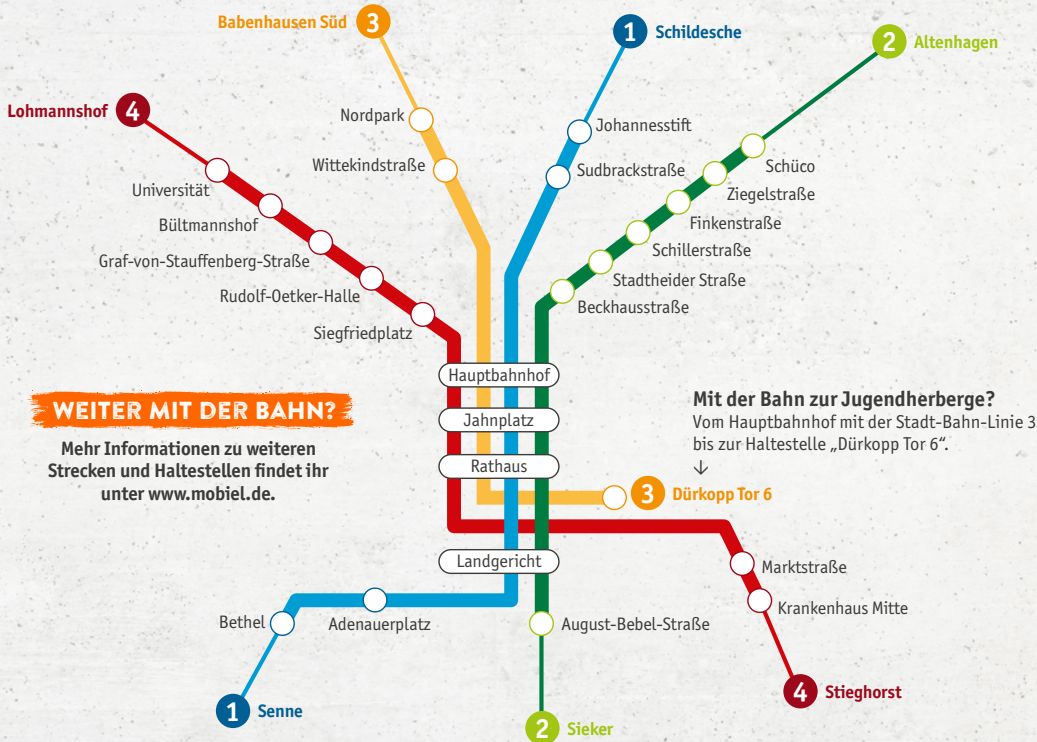 Babenhausen Süd
3
1
Schildesche
2
Altenhagen
Lohmannshof
4
Nordpark
Johannesstift
Wittekindstraße
Sudbrackstraße
Schüco
Universität
Ziegelstraße
Bültmannshof
Finkenstraße
Graf-von-Stauffenberg-Straße
Schillerstraße
Rudolf-Oetker-Halle
Stadtheider Straße
Siegfriedplatz
Beckhausstraße
Hauptbahnhof
Jahnplatz
Rathaus
WEITER MIT DER BAHN?
Mehr Informationen zu weiteren
Strecken und Haltestellen findet ihr
unter www.mobiel.de.
Mit der Bahn zur Jugendherberge?
Vom Hauptbahnhof mit der Stadt-Bahn-Linie 3
bis zur Haltestelle „Dürkopp Tor 6“.
↓
3
Dürkopp Tor 6
Landgericht
Marktstraße
Krankenhaus Mitte
Bethel
Adenauerplatz
August-Bebel-Straße
4
Stieghorst
1
Senne
2
Sieker